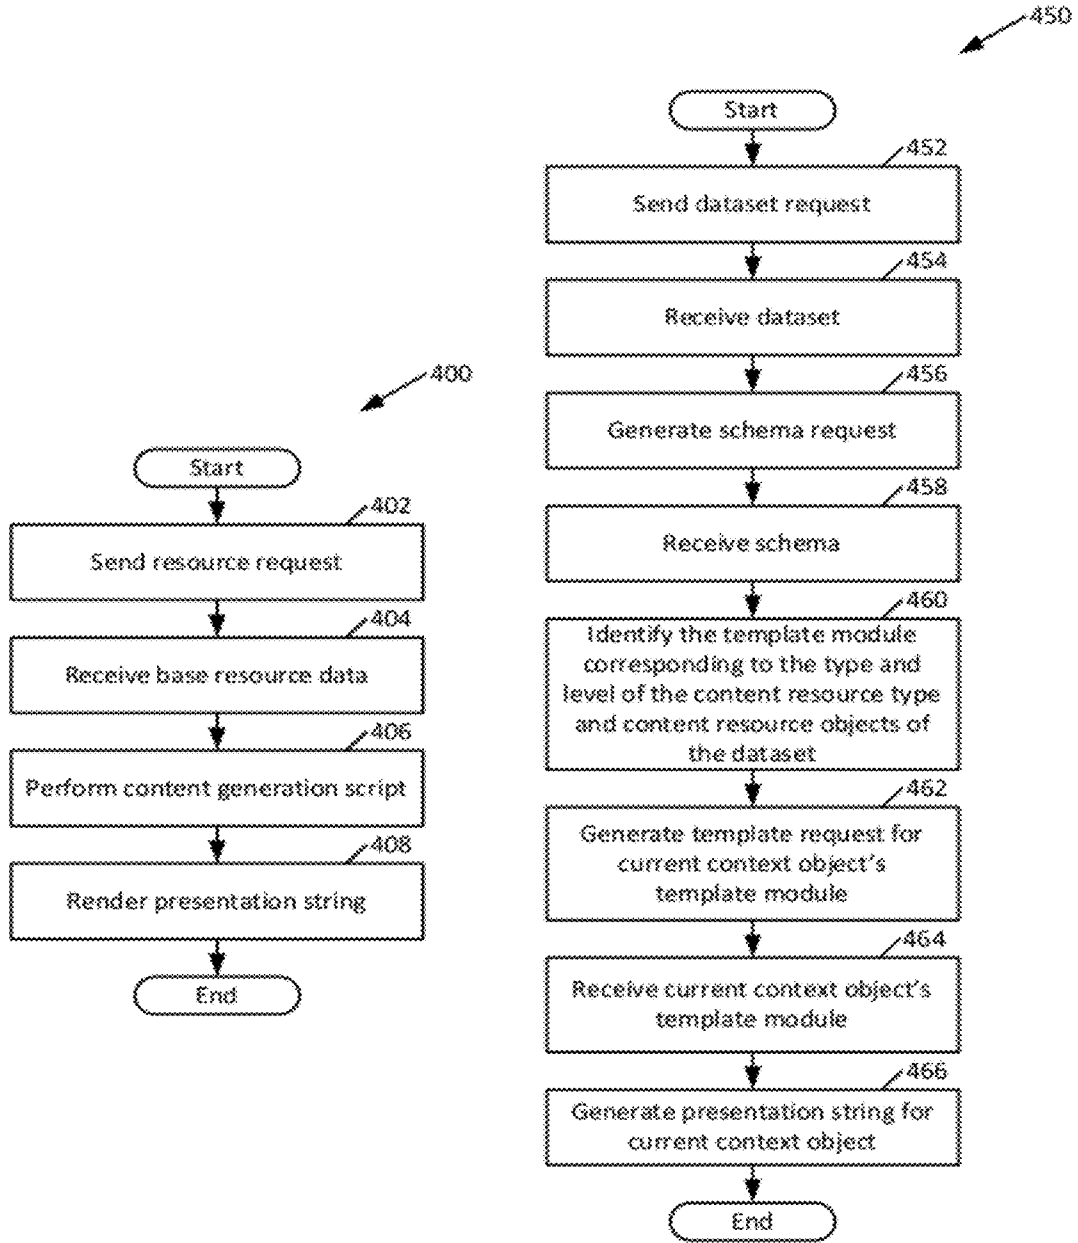 400
Start
402
Send resource request
404
Receive base resource data
406
Perform content generation script
408
Render presentation string
End
450
Start
452
Send dataset request
454
Receive dataset
456
Generate schema request
458
Receive schema
460
Identify the template module
corresponding to the type and
level of the content resource type
and content resource objects of
the dataset
462
Generate template request for
current context object's
template module
464
Receive current context object's
template module
466
Generate presentation string for
current context object
End